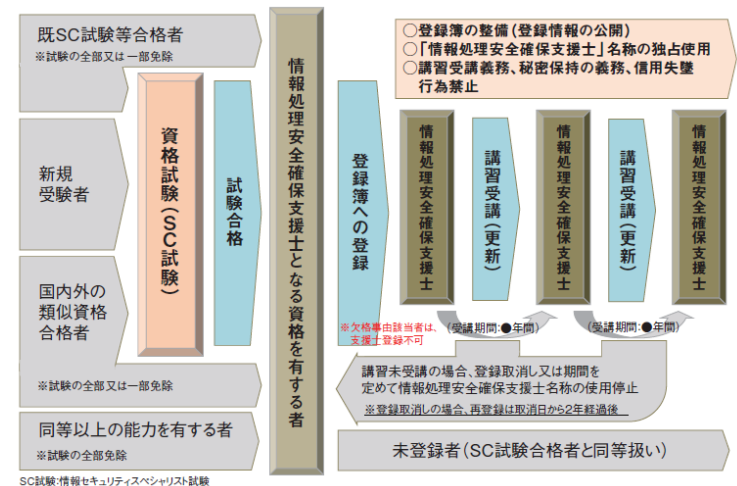 既SC試験等合格者
※試験の全部又は一部免除
新規
受験者
国内外の
類似資格
合格者
※試験の全部又は一部免除
同等以上の能力を有する者
※試験の全部免除
SC試験:情報セキュリティスペシャリスト試験
資格試験(SC試験)
試験合格
情報処理安全確保支援士となる資格を有する者
登録簿への登録
※欠格事由該当者は、
支援士登録不可
○登録簿の整備(登録情報の公開)
○「情報処理安全確保支援士」名称の独占使用
○講習受講義務、秘密保持の義務、信用失墜
行為禁止
情報処理安全確保支援士
講習受講(更新)
情報処理安全確保支援士
講習受講(更新)
情報処理安全確保支援士
(受講期間:●年間)
(受講期間:●年間)
講習未受講の場合、登録取消し又は期間を
定めて情報処理安全確保支援士名称の使用停止
※登録取消しの場合、再登録は取消日から2年経過後
未登録者(SC試験合格者と同等扱い)